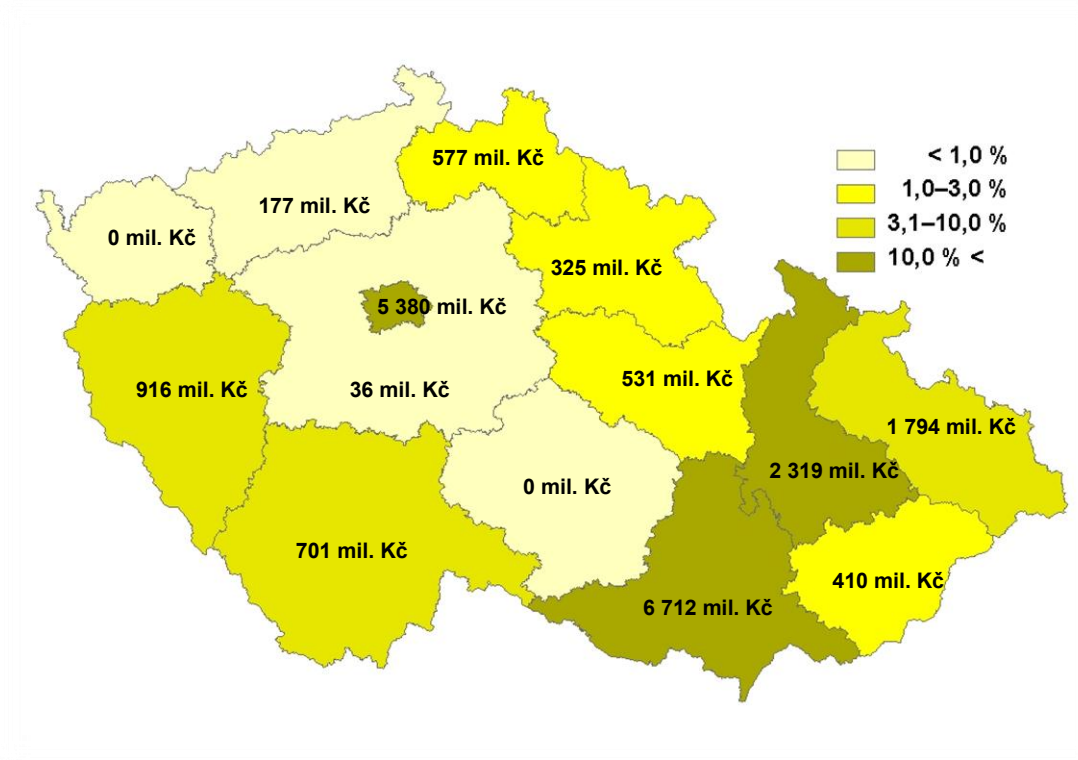 577 mil. Kč
< 1,0 %
1,0–3,0 %
177 mil. Kč
3,1–10,0 %
0 mil. Kč
10,0 % <
325 mil. Kč
5 380 mil. Kč
531 mil. Kč
916 mil. Kč
36 mil. Kč
1 794 mil. Kč
2 319 mil. Kč
0 mil. Kč
701 mil. Kč
410 mil. Kč
6 712 mil. Kč